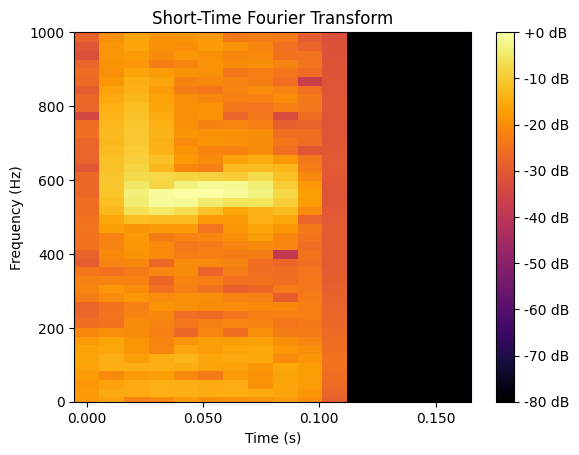 Short-Time Fourier Transform
1000
800
600
400
200
0
Frequency (Hz)
0.000
0.050
0.100
0.150
Time (s)
+0 dB
-10 dB
-20 dB
-30 dB
-40 dB
-50 dB
-60 dB
-70 dB
-80 dB